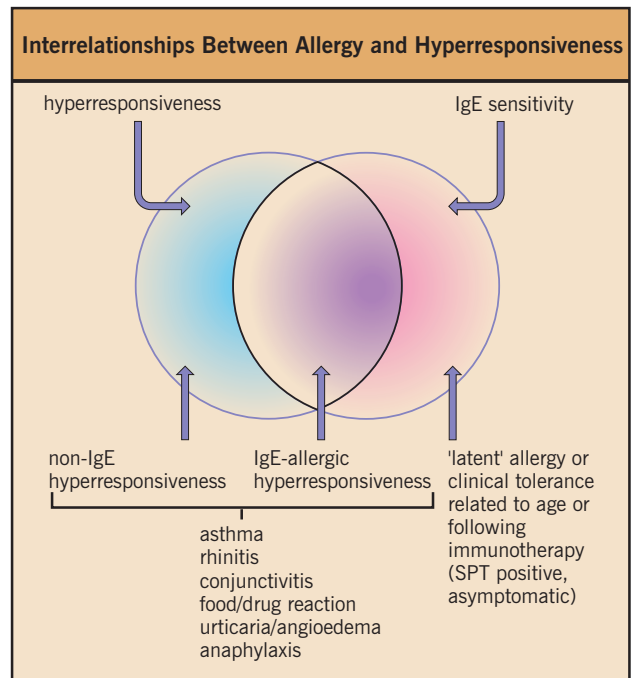 Interrelationships Between Allergy and Hyperresponsiveness
hyperresponsiveness
IgE sensitivity
non-IgE
hyperresponsiveness
IgE-allergic
hyperresponsiveness
'latent' allergy or
clinical tolerance
related to age or
following
immunotherapy
(SPT positive,
asymptomatic)
asthma
rhinitis
conjunctivitis
food/drug reaction
urticaria/angioedema
anaphylaxis